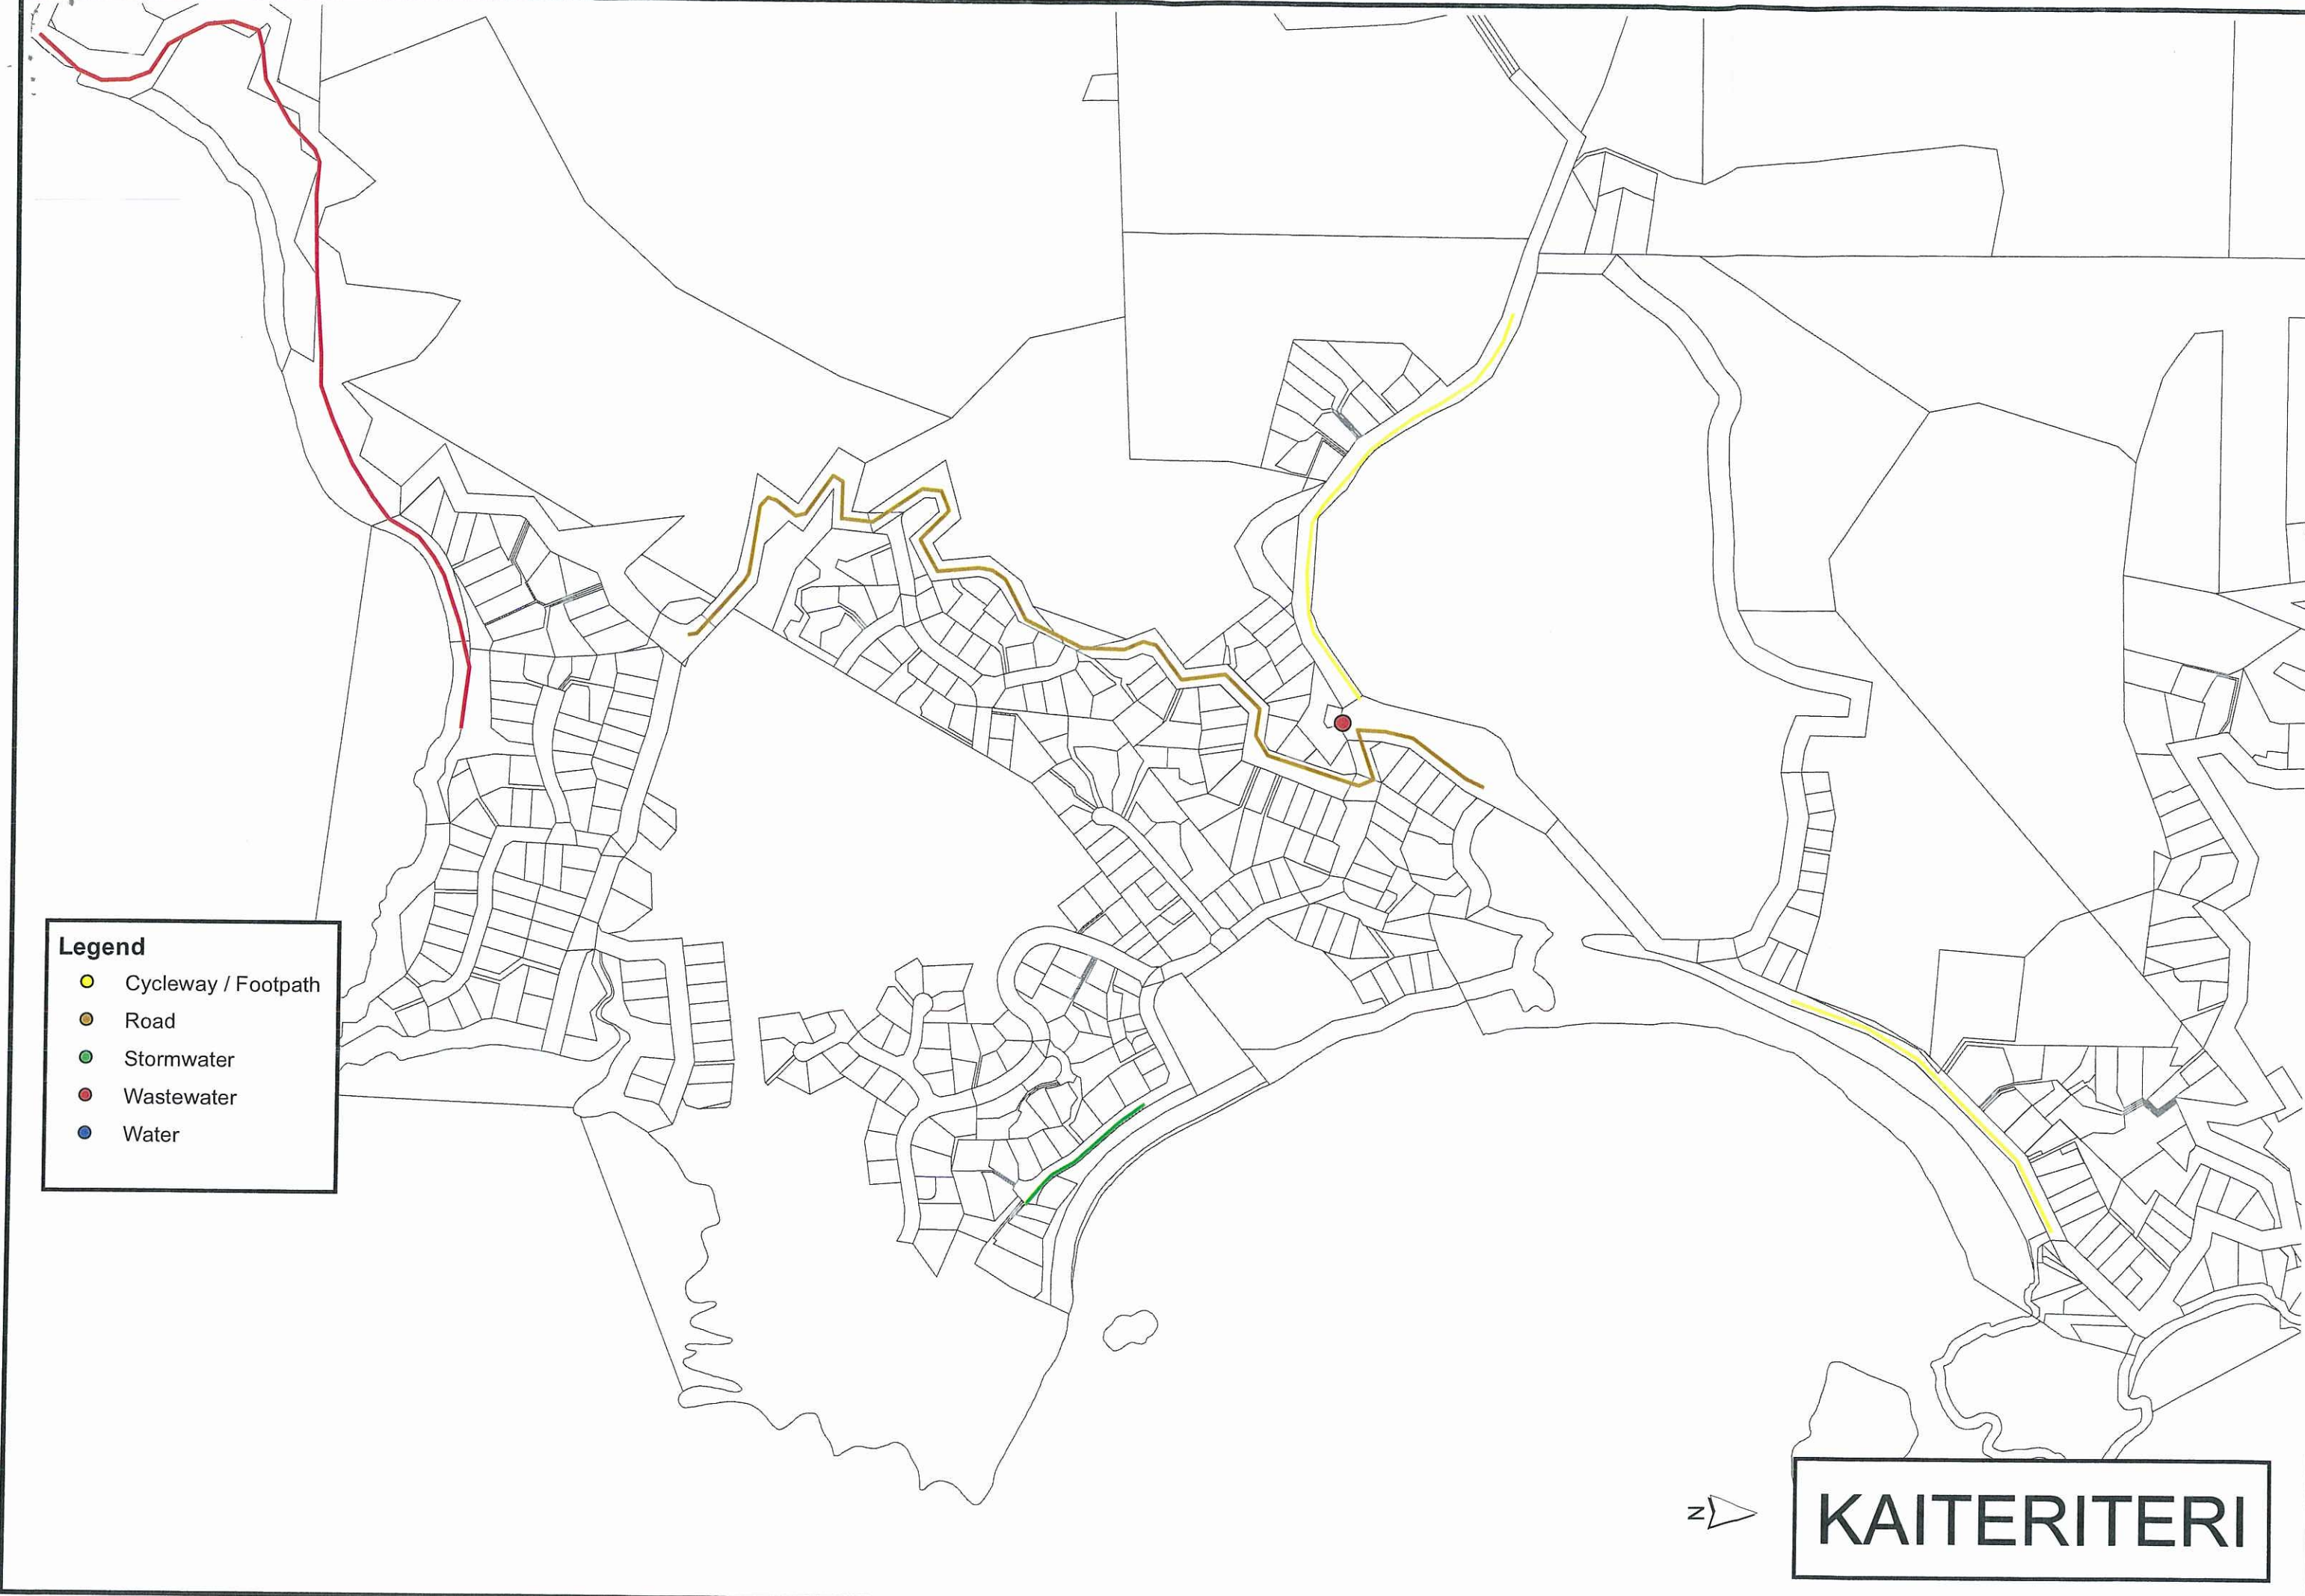 Legend
Cycleway / Footpath
Road
Stormwater
Wastewater
Water
N
KAITERITERI